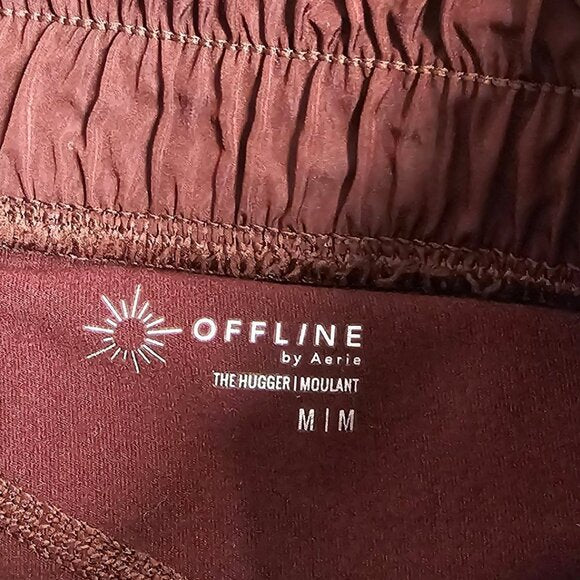 OFFLINE
by Aerie
THE HUGGER | MOULANT
M | M